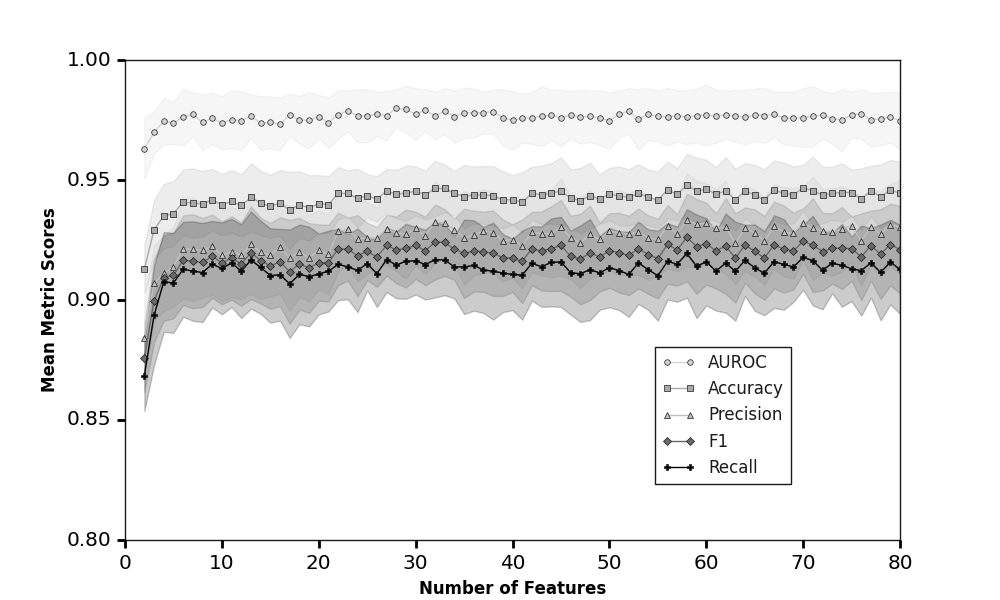 1.00
0.95
0.90
0.85
0.80
Mean Metric Scores
0 10 20 30 40 50 60 70 80
Number of Features
AUROC
Accuracy
Precision
F1
Recall